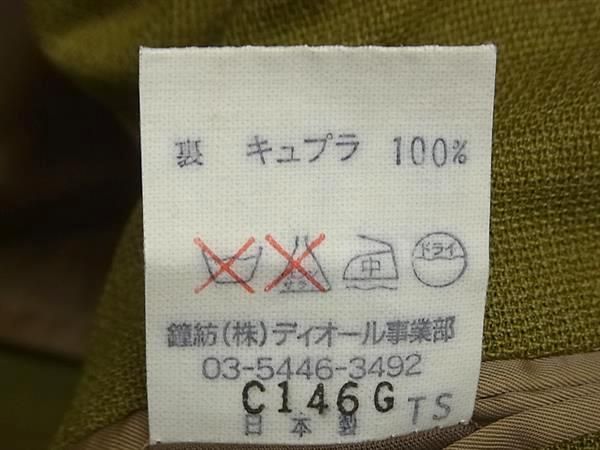 裏 キュプラ 100%
中 ドライ
鐘紡(株)ディオール事業部
03-5446-3492
C146G TS
日本製